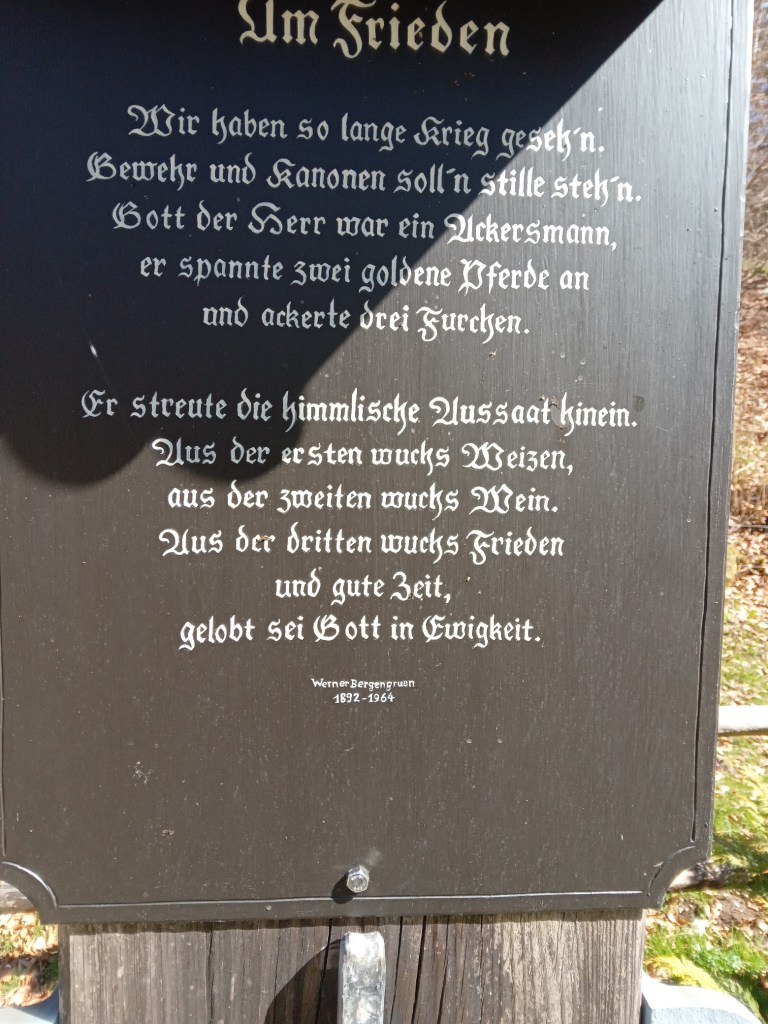 Um Frieden
Wir haben so lange Krieg geseh'n.
Gewehr und Kanonen soll'n stille steh'n.
Gott der Herr war ein Ackersmann,
er spannte zwei goldene Pferde an
und ackerte drei Furchen.
Er streute die himmlische Aussaat hinein.
Aus der ersten wuchs Weizen,
aus der zweiten wuchs Wein.
Aus der dritten wuchs Frieden
und gute Zeit,
gelobt sei Gott in Ewigkeit.
Werner Bergengruen
1892-1964